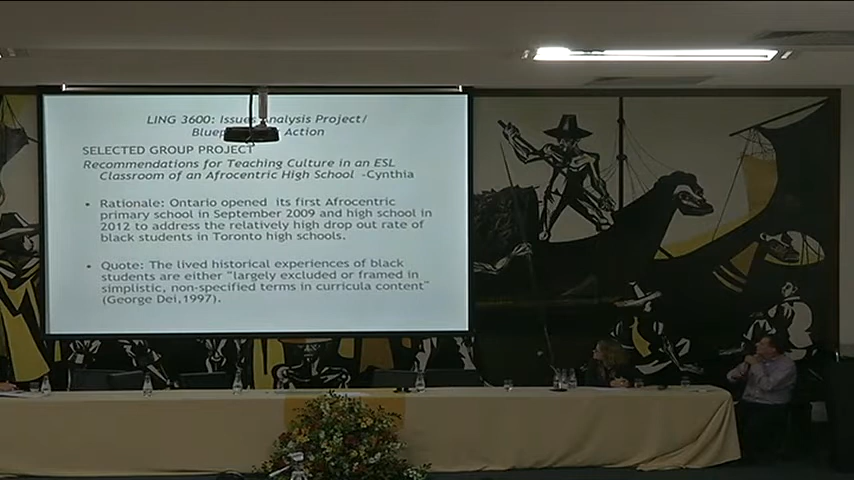 LING 3600: Issues Analysis Project/
Bluep Action
SELECTED GROUP PROJECT
Recommendations for Teaching Culture in an ESL
Classroom of an Afrocentric High School -Cynthia
• Rationale: Ontario opened its first Afrocentric
primary school in September 2009 and high school in
2012 to address the relatively high drop out rate of
black students in Toronto high schools.
• Quote: The lived historical experiences of black
students are either "largely excluded or framed in
simplistic, non-specified terms in curricula content"
(George Dei,1997).